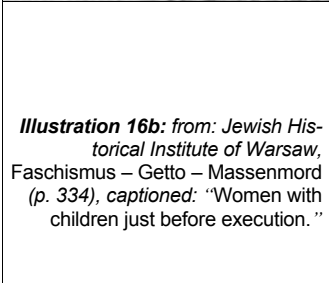 Illustration 16b: from: Jewish His-
torical Institute of Warsaw,
Faschismus – Getto – Massenmord
(p. 334), captioned: “Women with
children just before execution.”